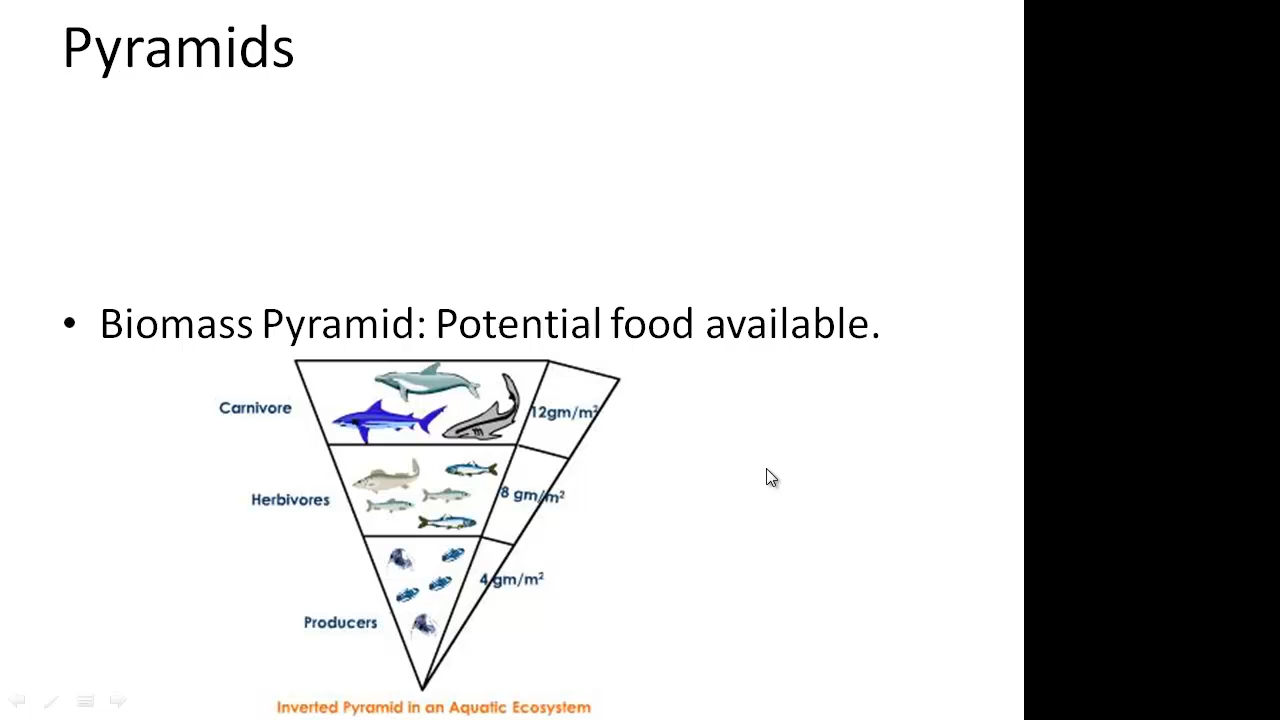 Pyramids
• Biomass Pyramid: Potential food available.
Carnivore
12gm/m²
Herbivores
8 gm/m²
4 gm/m²
Producers
Inverted Pyramid in an Aquatic Ecosystem